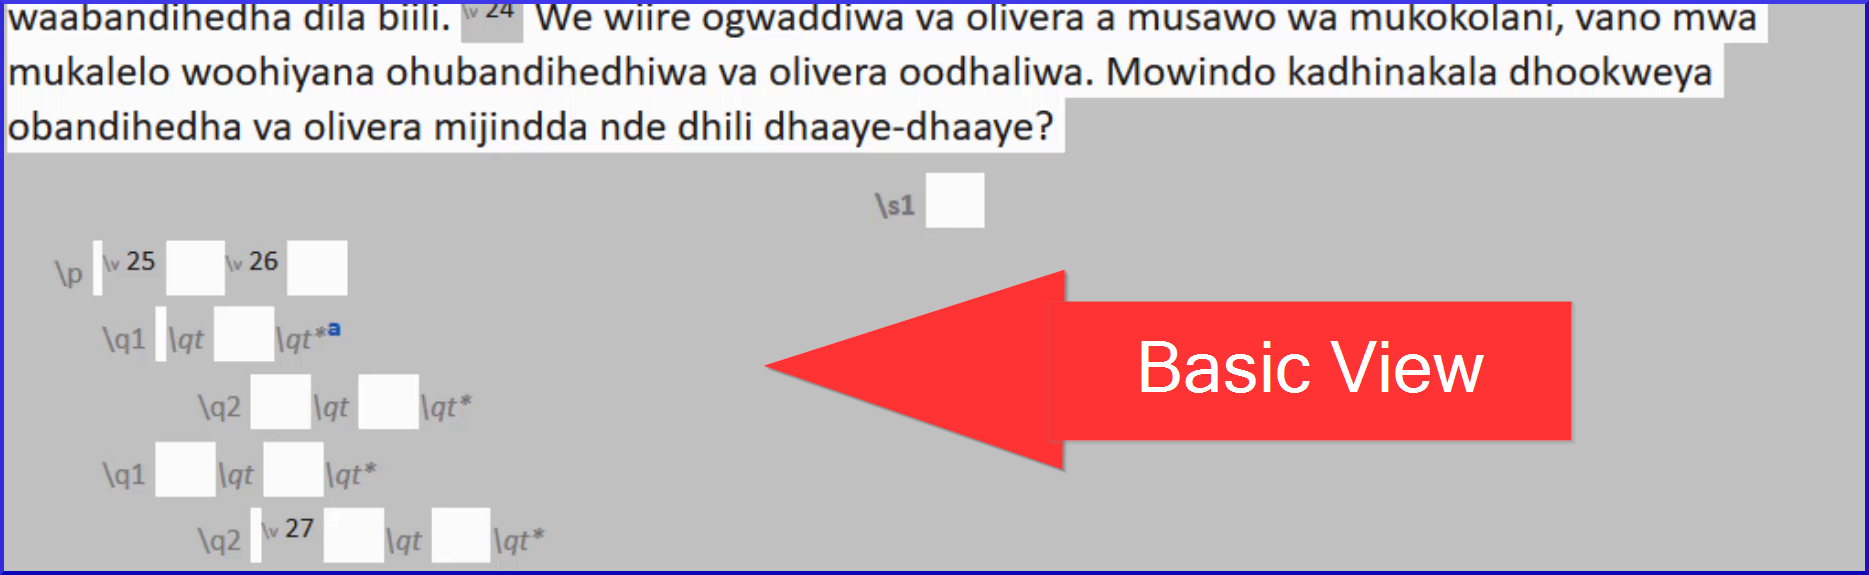 waabandihedha dila biili. \v 24 We wiire ogwaddiwa va olivera a musawo wa mukokolani, vano mwa
mukalelo woohiyana ohubandihedhiwa va olivera oodhaliwa. Mowindo kadhinakala dhookweya
obandihedha va olivera mijindda nde dhili dhaaye-dhaaye?
\s1
\p \v 25 \v 26
\q1 \qt \qt*a
Basic View
\q2 \qt \qt*
\q1 \qt \qt*
\q2 \v 27 \qt \qt*